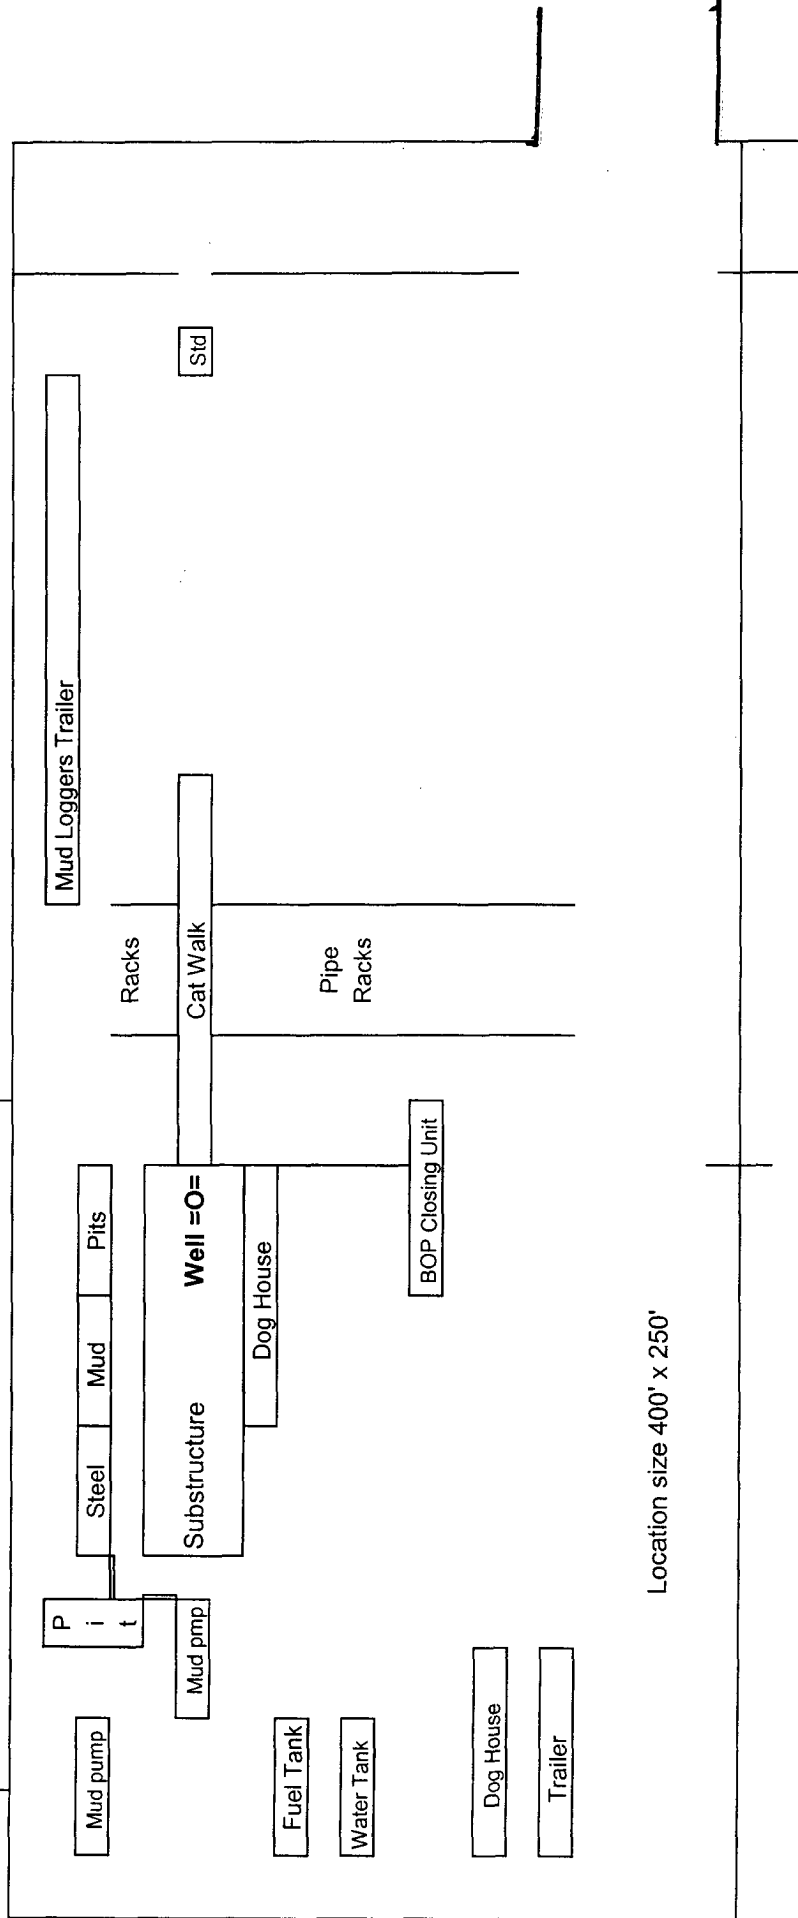 Std
Mud Loggers Trailer
Racks
Cat Walk
Pipe
Racks
Steel
Mud
Pits
Substructure
Well =O=
Dog House
BOP Closing Unit
P
i
t
Mud pmp
Mud pump
Fuel Tank
Water Tank
Dog House
Trailer
Location size 400' x 250'